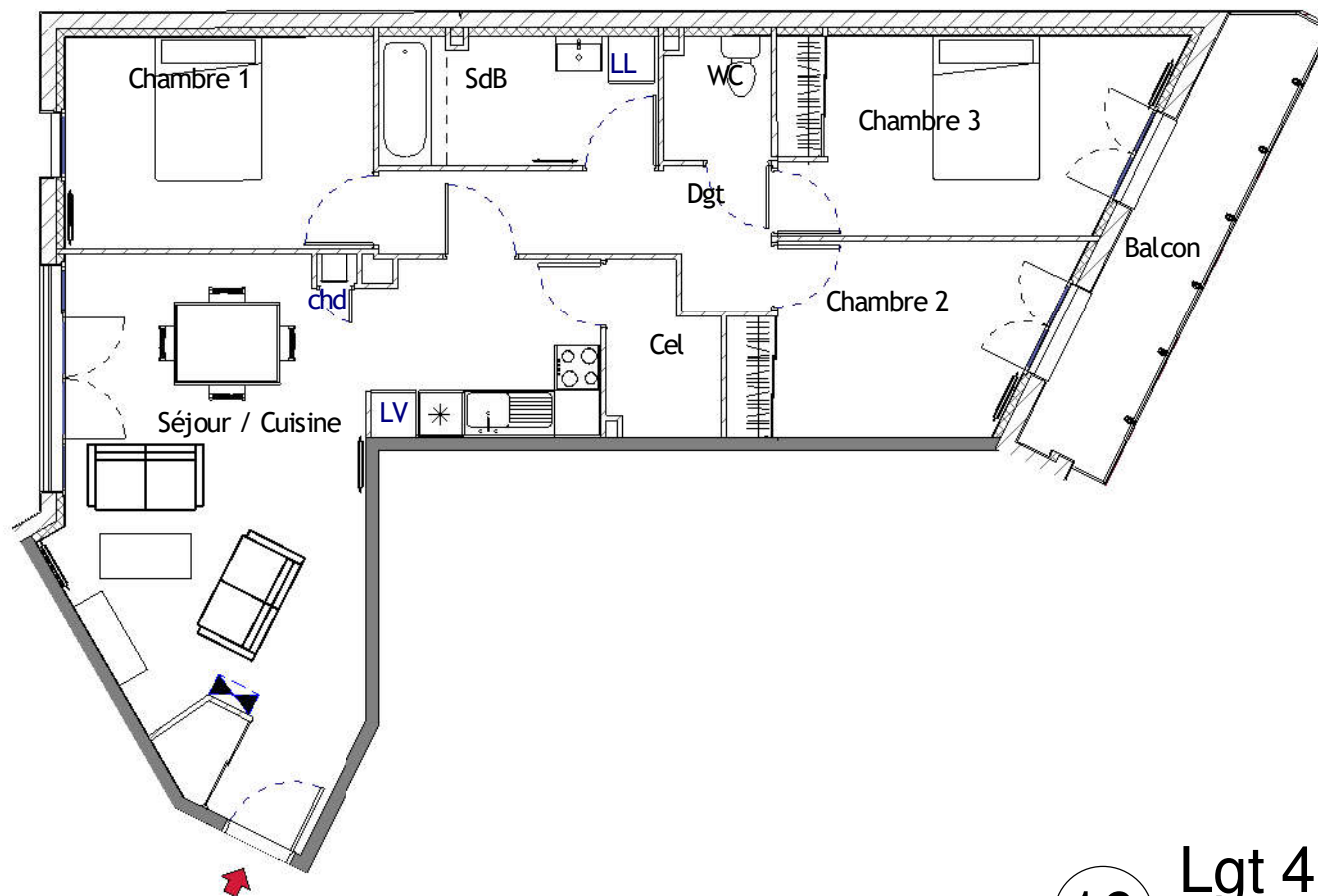 Chambre 1
SdB
LL
WC
Chambre 3
Dgt
Balcon
chd
Chambre 2
Cel
LV
Séjour / Cuisine
Lgt 4